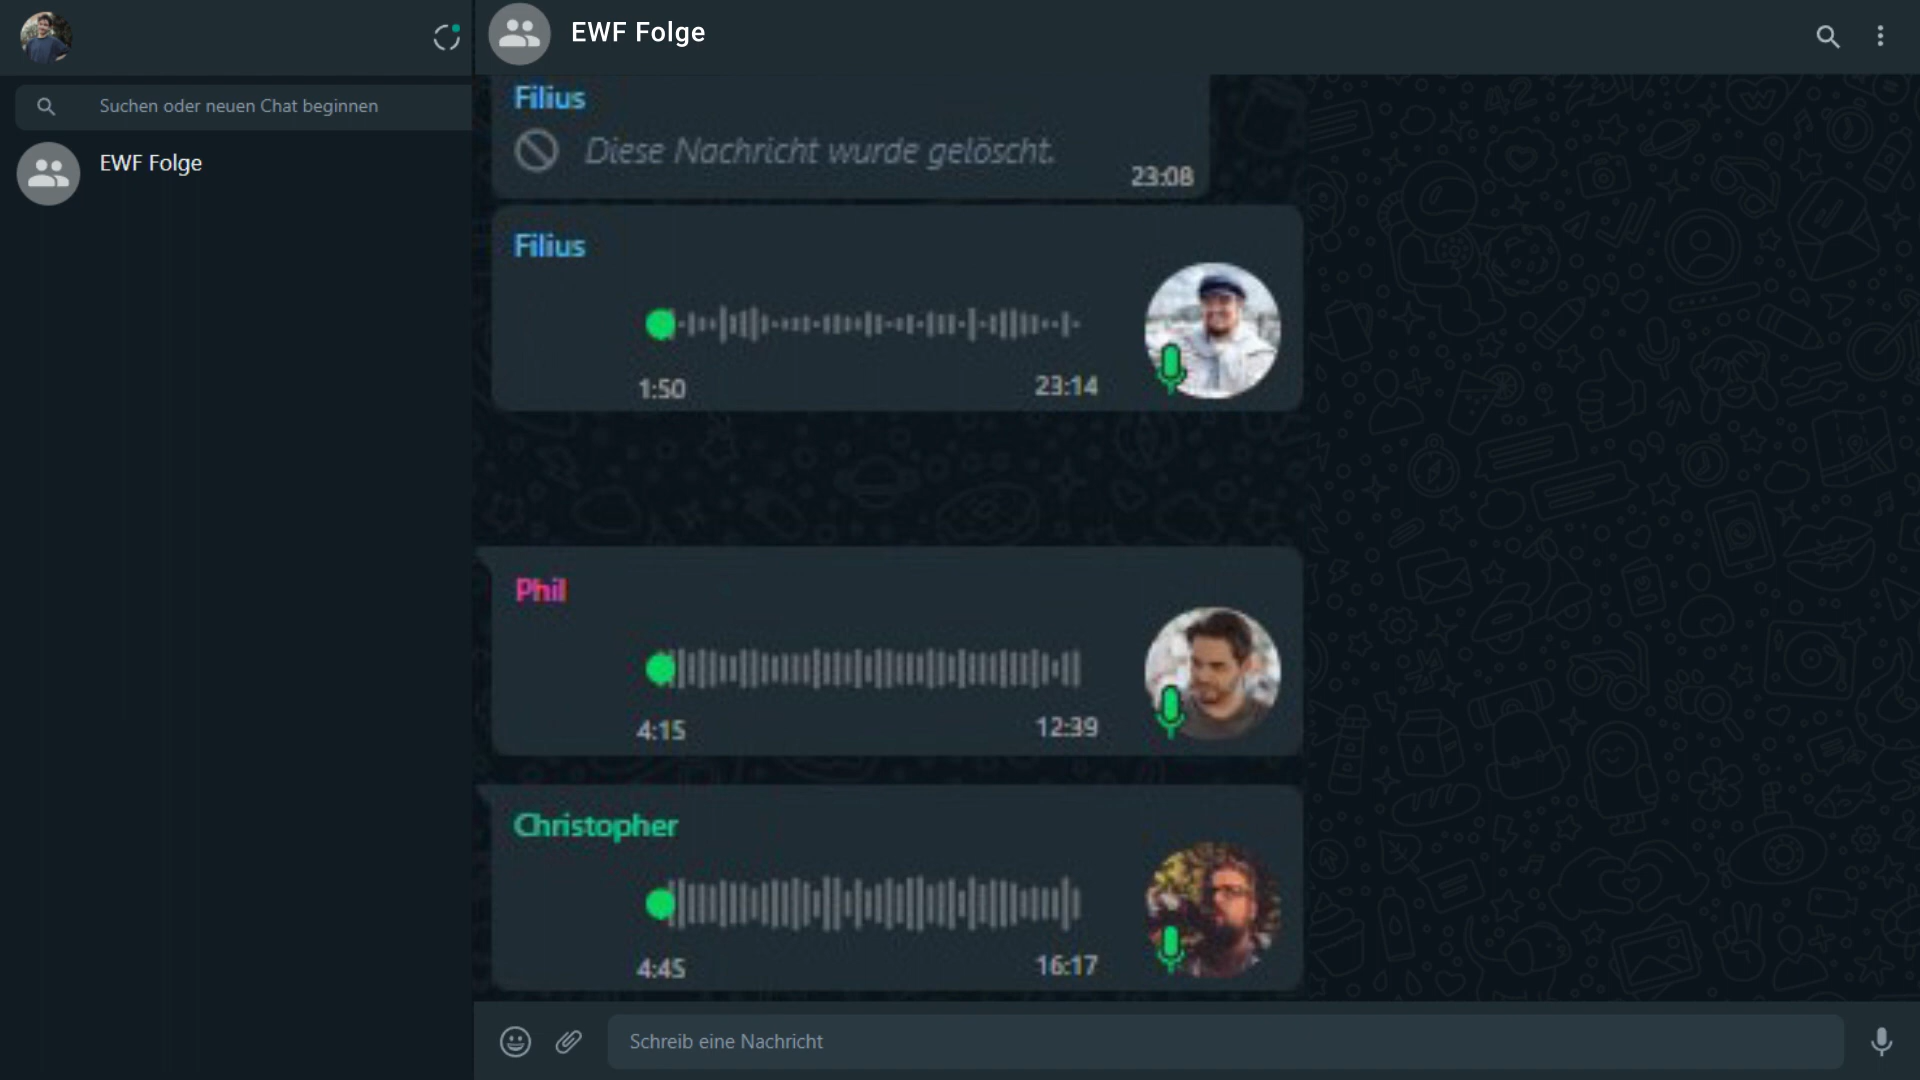 EWF Folge
Suchen oder neuen Chat beginnen
EWF Folge
Filius
Diese Nachricht wurde gelöscht.
23:08
Filius
1:50
23:14
Phil
4:15
12:39
Christopher
4:45
16:17
Schreib eine Nachricht